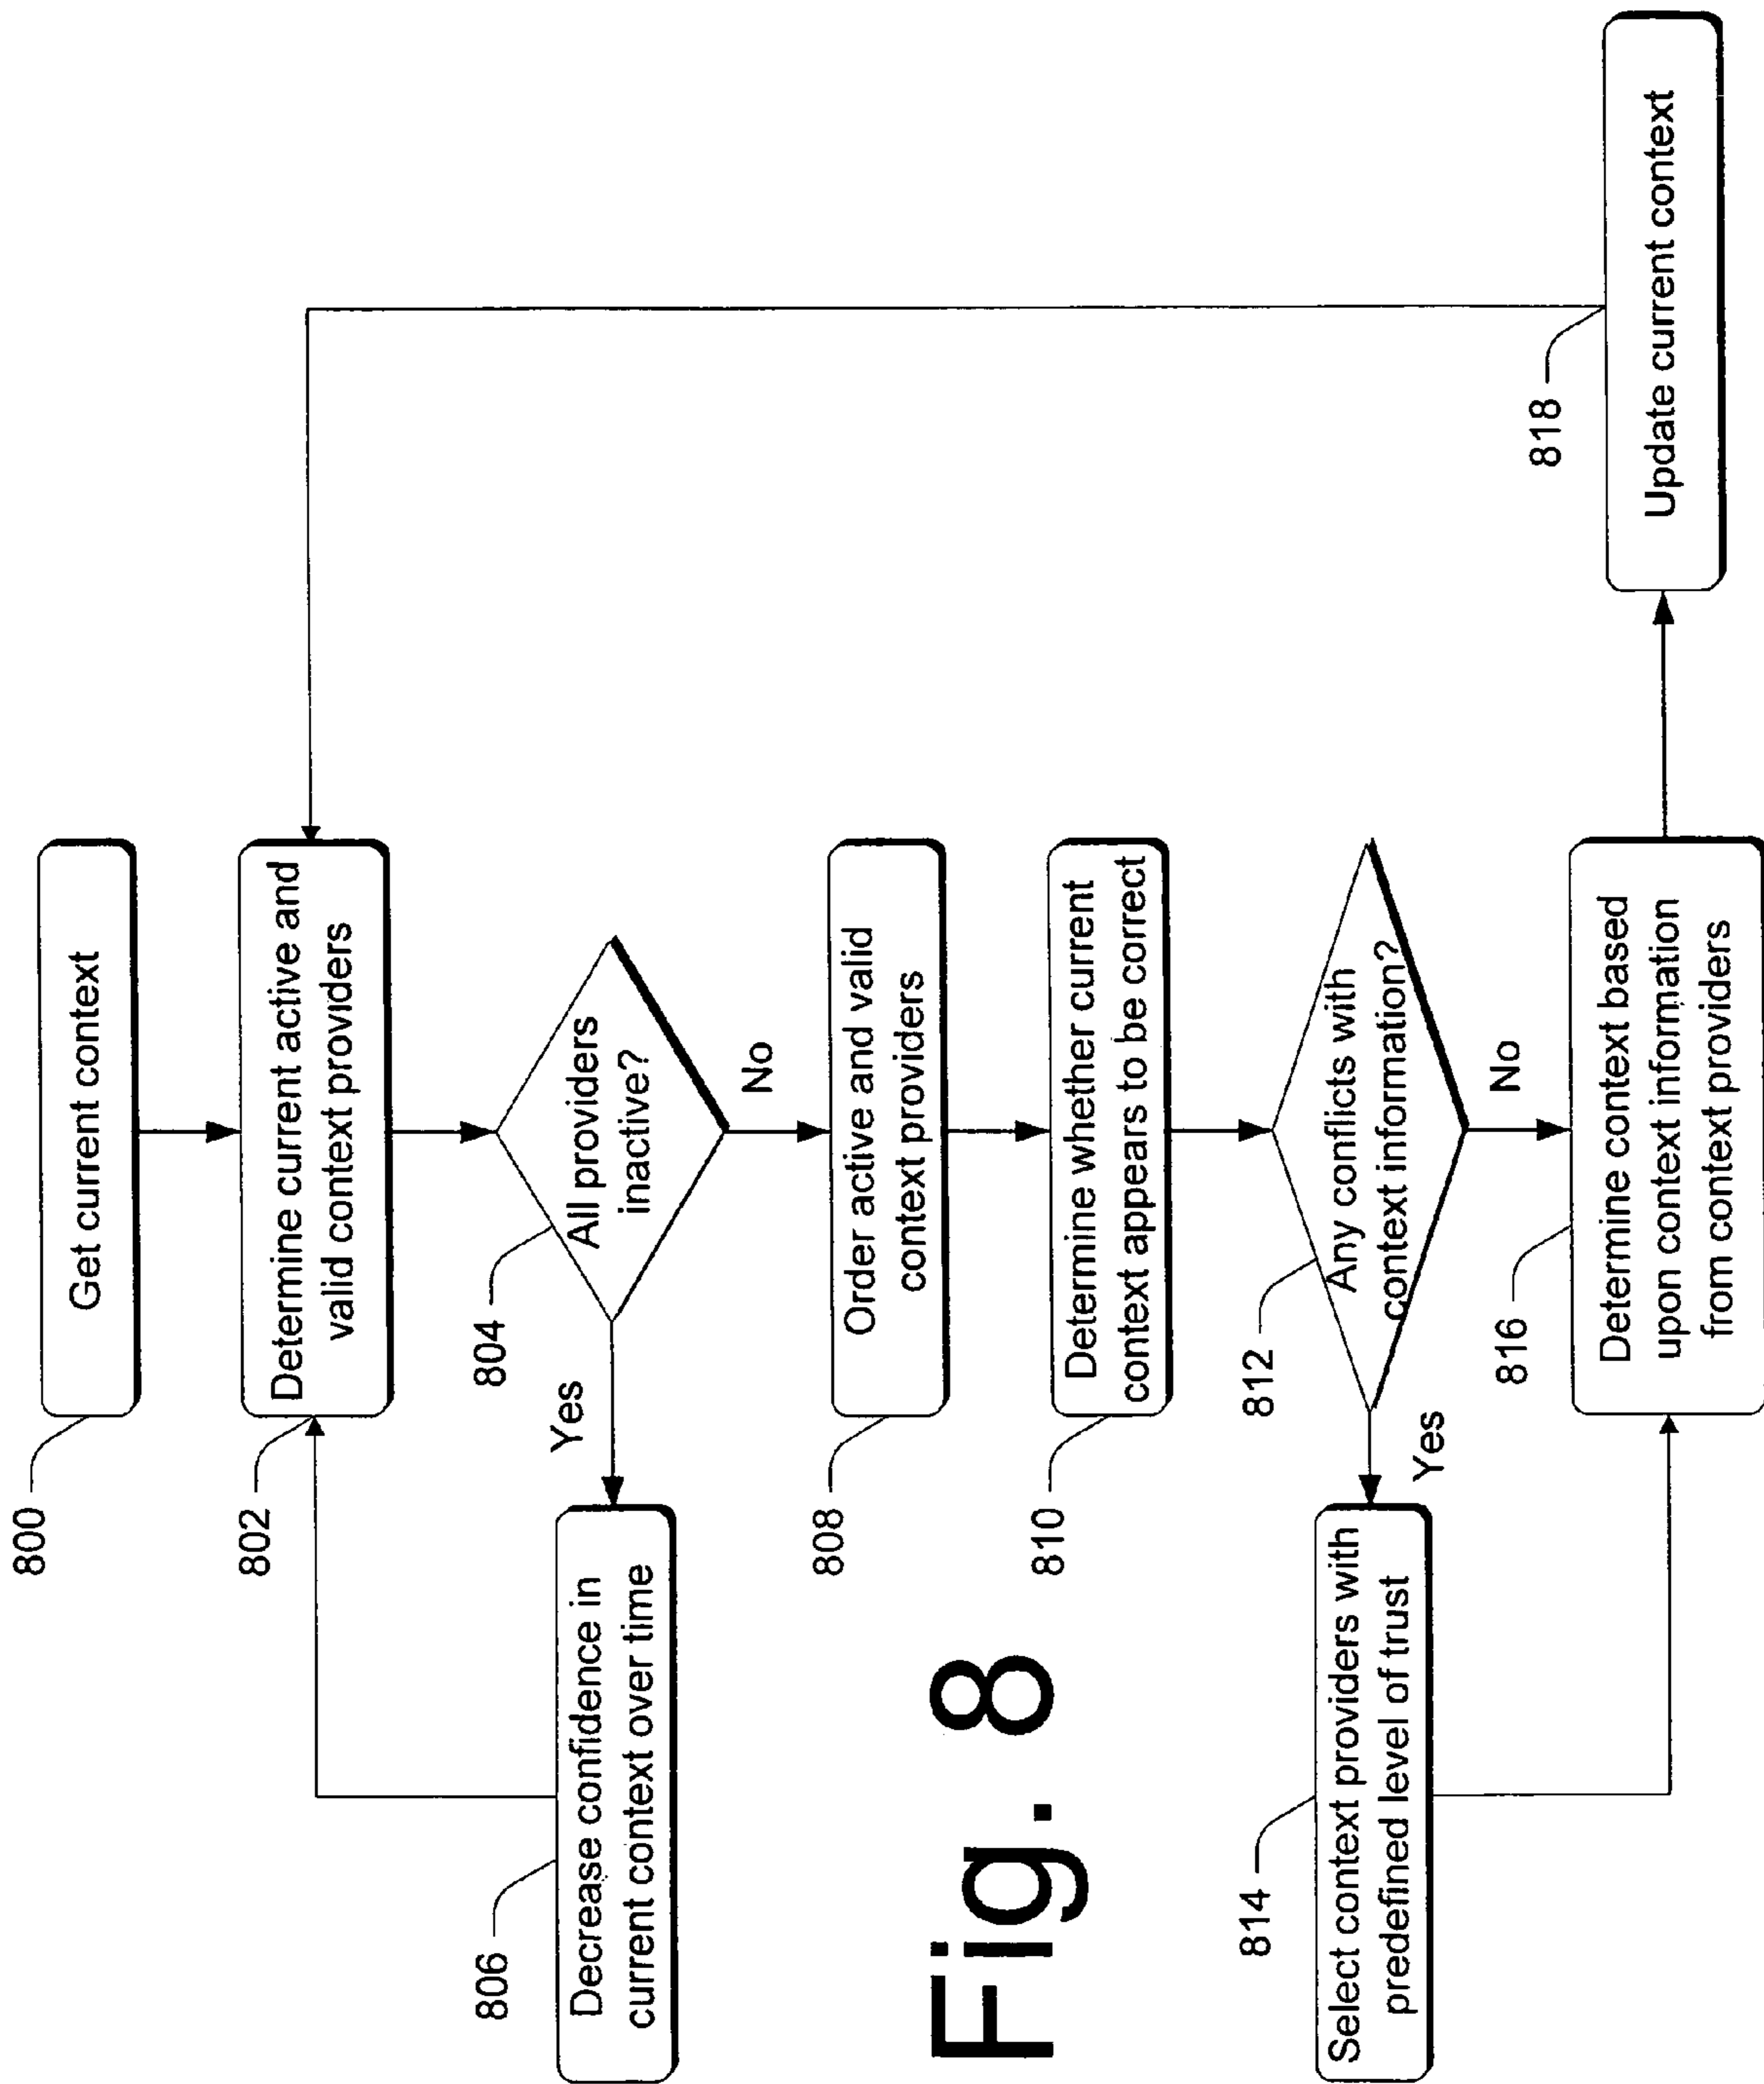 800
Get current context
802
Determine current active and
valid context providers
804
All providers
inactive?
Yes
No
806
Decrease confidence in
current context over time
808
Order active and valid
context providers
810
Determine whether current
context appears to be correct
812
Any conflicts with
context information?
Yes
No
814
Select context providers with
predefined level of trust
816
Determine context based
upon context information
from context providers
818
Update current context
Fig. 8